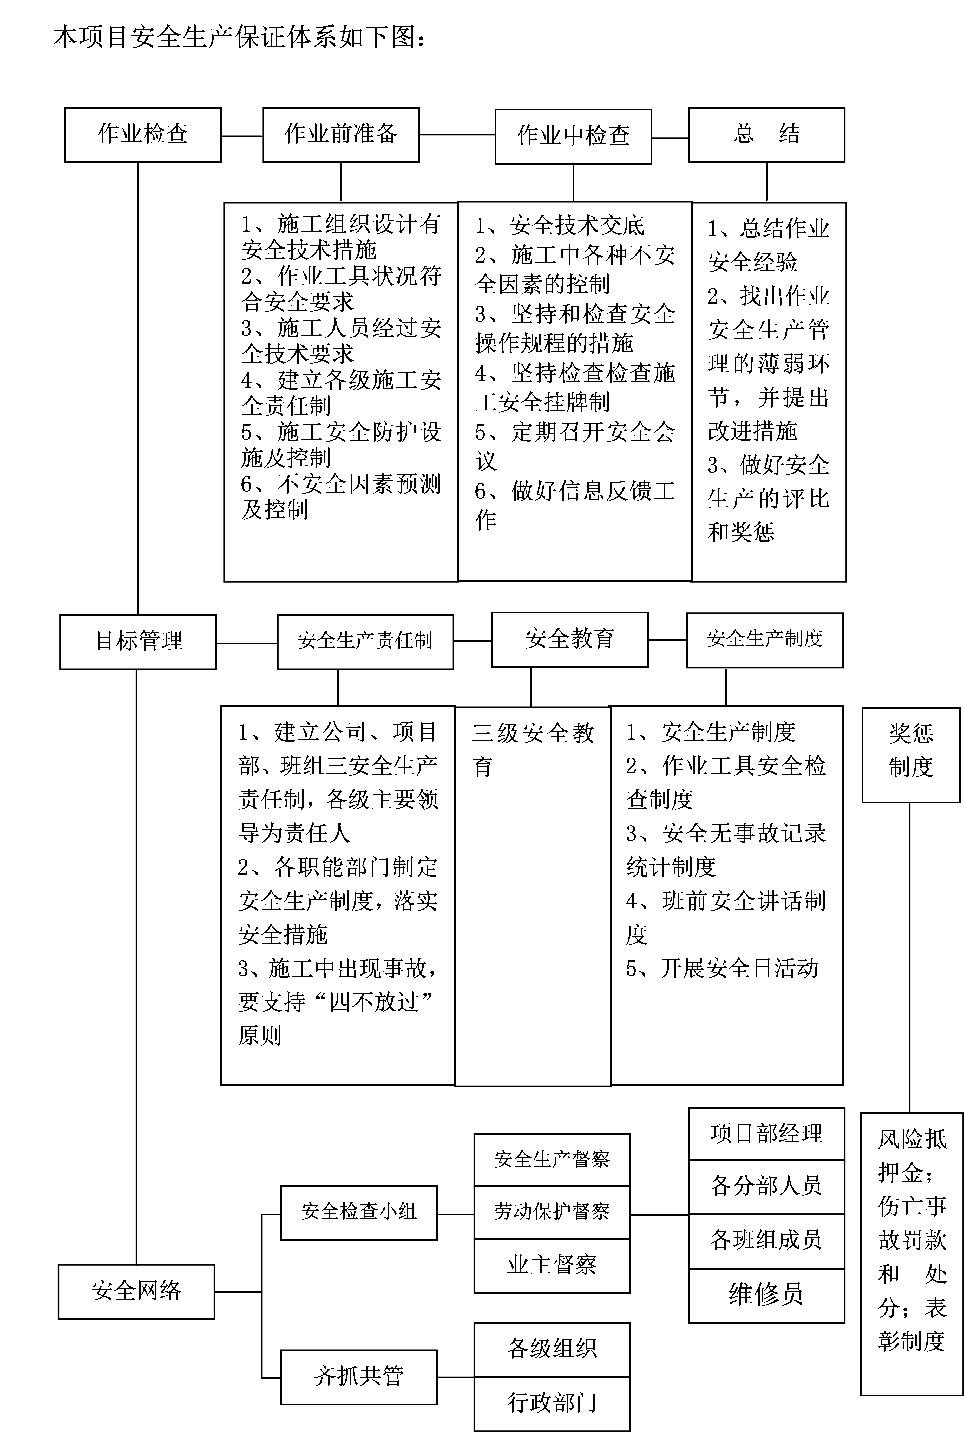 本项目安全生产保证体系如下图：
作业检查
作业前准备
作业中检查
总 结
1、施工组织设计有
安全技术措施
2、作业工具状况符
合安全要求
3、施工人员经过安
全技术要求
4、建立各级施工安
全责任制
5、施工安全防护设
施及控制
6、不安全因素预测
及控制
1、安全技术交底
2、施工中各种不安
全因素的控制
3、坚持和检查安全
操作规程的措施
4、坚持检查检查施
工安全挂牌制
5、定期召开安全会
议
6、做好信息反馈工
作
1、总结作业
安全经验
2、找出作业
安全生产管
理的薄弱环
节，并提出
改进措施
3、做好安全
生产的评比
和奖惩
目标管理
安全生产责任制
安全教育
安全生产制度
1、建立公司、项目
部、班组三安全生产
责任制，各级主要领
导为责任人
2、各职能部门制定
安全生产制度，落实
安全措施
3、施工中出现事故，
要支持“四不放过”
原则
三级安全教
育
1、安全生产制度
2、作业工具安全检
查制度
3、安全无事故记录
统计制度
4、班前安全讲话制
度
5、开展安全日活动
奖惩
制度
风险抵
押金；
伤亡事
故罚款
和 处
分；表
彰制度
安全网络
安全检查小组
安全生产督察
劳动保护督察
业主督察
项目部经理
各分部人员
各班组成员
维修员
齐抓共管
各级组织
行政部门